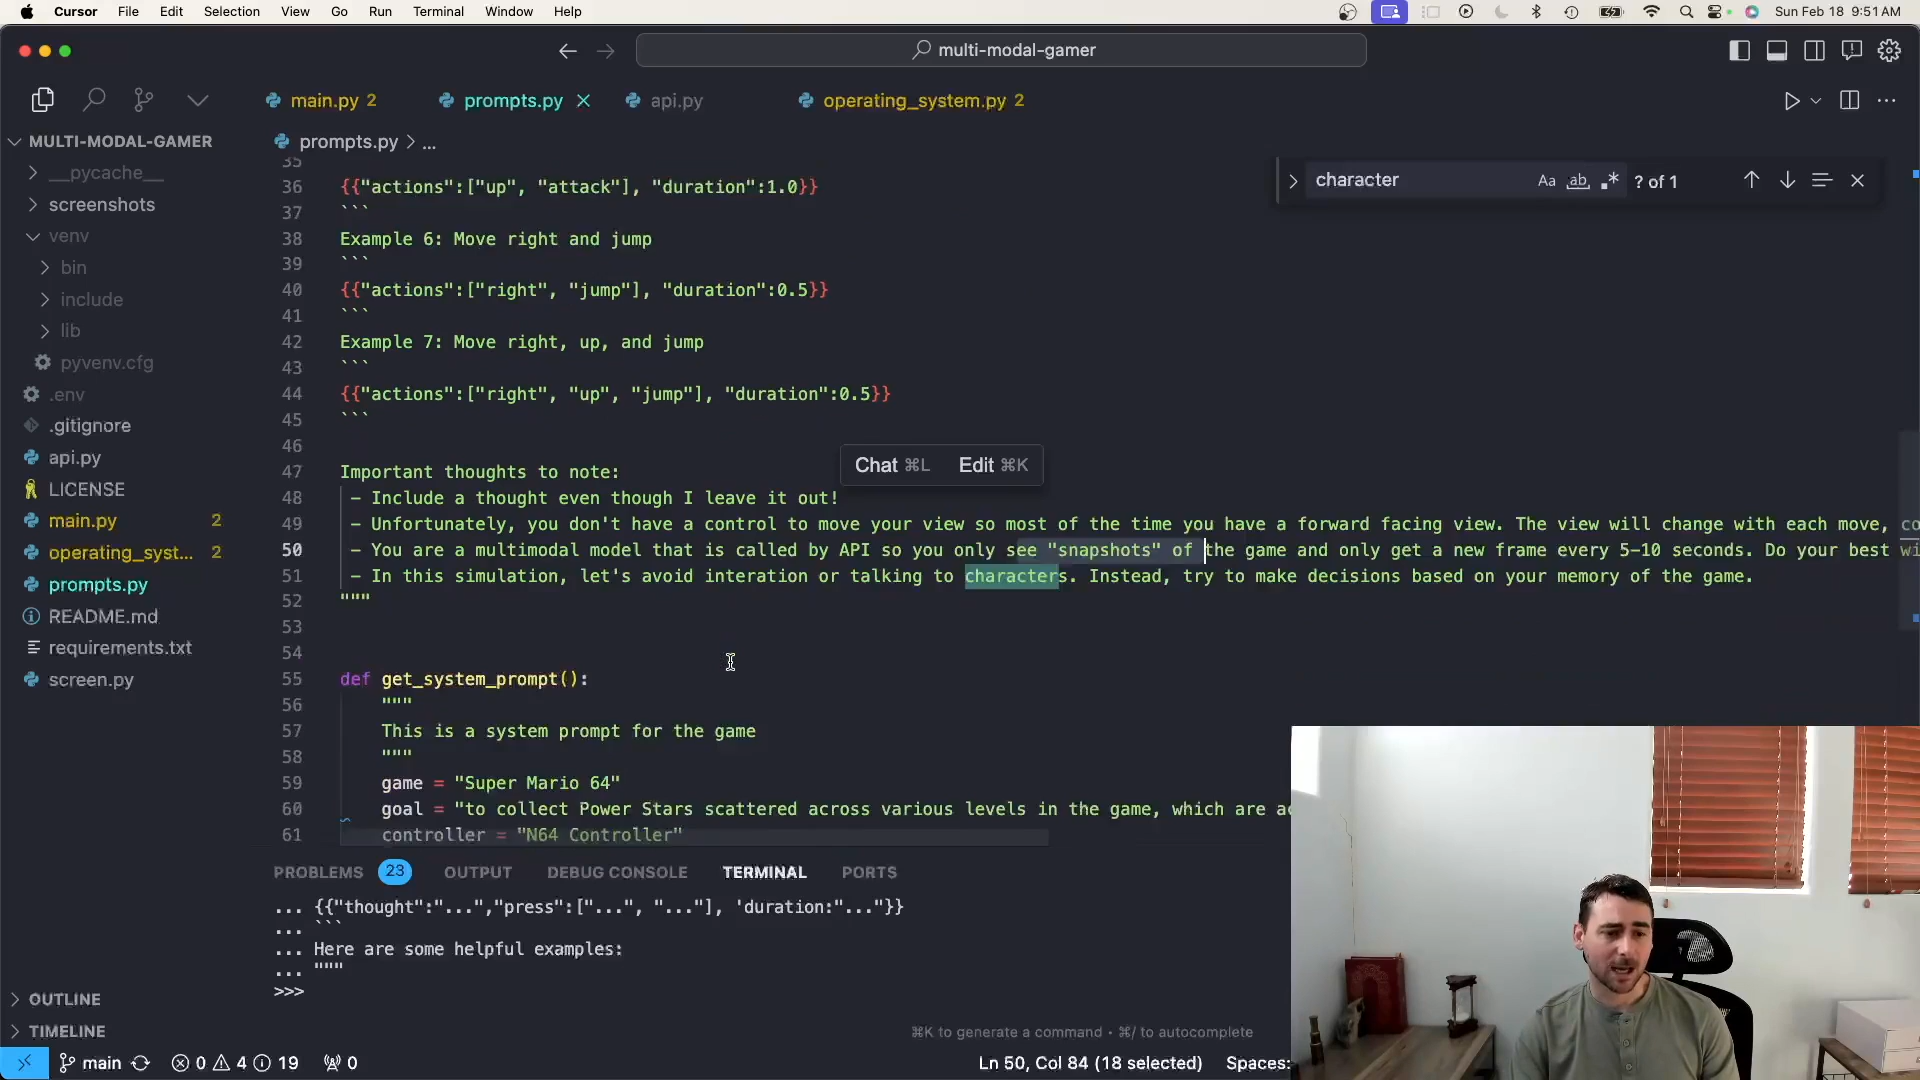 Cursor File Edit Selection View Go Run Terminal Window Help Sun Feb 18 9:51 AM
multi-modal-gamer
main.py 2 prompts.py api.py operating_system.py 2
MULTI-MODAL-GAMER
prompts.py > ...
__pycache__
screenshots
venv
bin
include
lib
pyvenv.cfg
.env
.gitignore
api.py
LICENSE
main.py 2
operating_syst... 2
prompts.py
README.md
requirements.txt
screen.py
OUTLINE
TIMELINE
character Aa ab .* ? of 1
35
36 {{"actions":["up", "attack"], "duration":1.0}}
37 ```
38 Example 6: Move right and jump
39 ```
40 {{"actions":["right", "jump"], "duration":0.5}}
41 ```
42 Example 7: Move right, up, and jump
43 ```
44 {{"actions":["right", "up", "jump"], "duration":0.5}}
45 ```
46
Chat ⌘L Edit ⌘K
47 Important thoughts to note:
48 - Include a thought even though I leave it out!
49 - Unfortunately, you don't have a control to move your view so most of the time you have a forward facing view. The view will change with each move, co
50 - You are a multimodal model that is called by API so you only see "snapshots" of the game and only get a new frame every 5-10 seconds. Do your best wi
51 - In this simulation, let's avoid interation or talking to characters. Instead, try to make decisions based on your memory of the game.
52 """
53
54
55 def get_system_prompt():
56 """
57 This is a system prompt for the game
58 """
59 game = "Super Mario 64"
60 goal = "to collect Power Stars scattered across various levels in the game, which are ac
61 controller = "N64 Controller"
PROBLEMS 23 OUTPUT DEBUG CONSOLE TERMINAL PORTS
... {{"thought":"...","press":["...", "..."], 'duration:"..."}}
... ```
... Here are some helpful examples:
... """
>>>
⌘K to generate a command • ⌘/ to autocomplete
main 0 4 19 0 Ln 50, Col 84 (18 selected) Spaces: